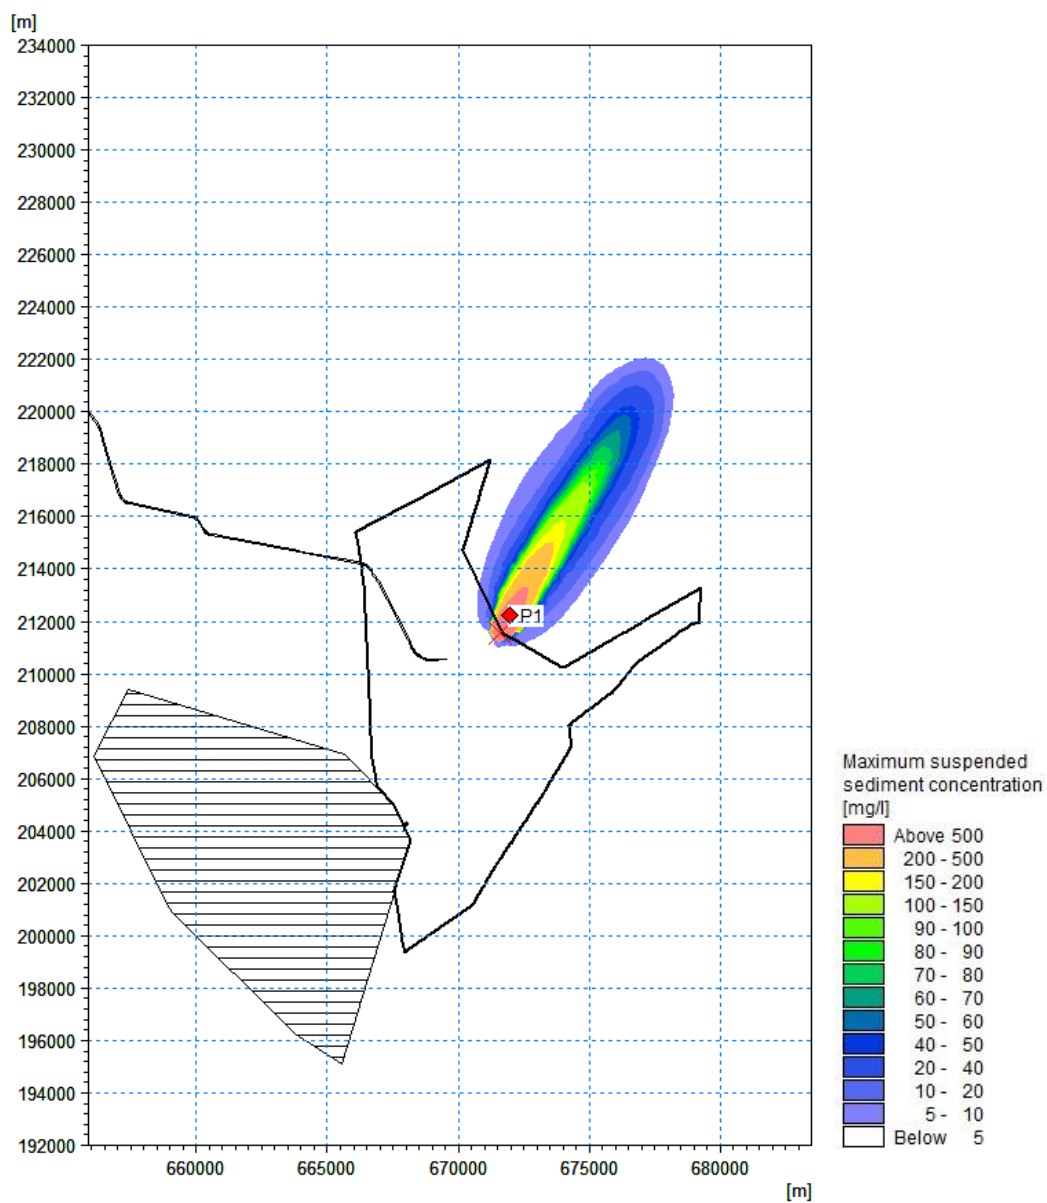 [m]
234000
232000
230000
228000
226000
224000
222000
220000
218000
216000
214000
212000
210000
208000
206000
204000
202000
200000
198000
196000
194000
192000
P1
660000 665000 670000 675000 680000
[m]
Maximum suspended
sediment concentration
[mg/l]
Above 500
200 - 500
150 - 200
100 - 150
90 - 100
80 - 90
70 - 80
60 - 70
50 - 60
40 - 50
20 - 40
10 - 20
5 - 10
Below 5